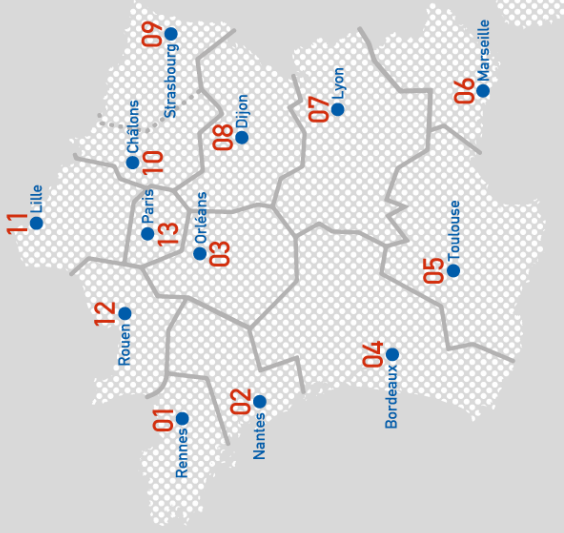 11
Lille
09
Strasbourg
10
Châlons
13
Paris
12
Rouen
08
Dijon
03
Orléans
01
Rennes
02
Nantes
07
Lyon
06
Marseille
04
Bordeaux
05
Toulouse